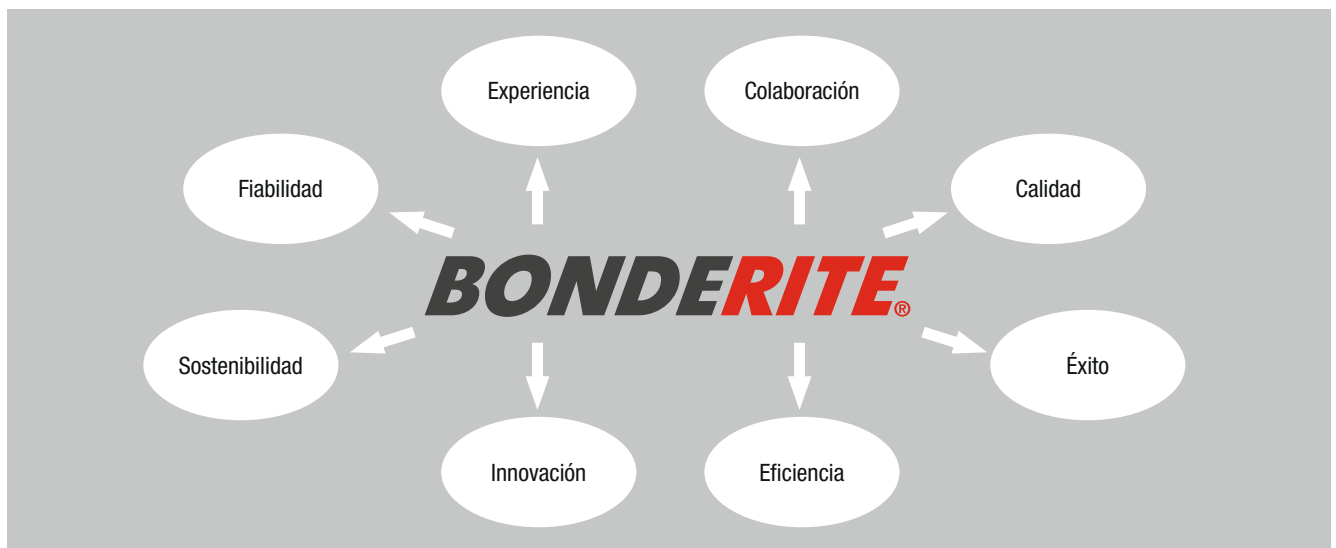 Experiencia
Colaboración
Fiabilidad
Calidad
BONDERITE®
Sostenibilidad
Éxito
Innovación
Eficiencia